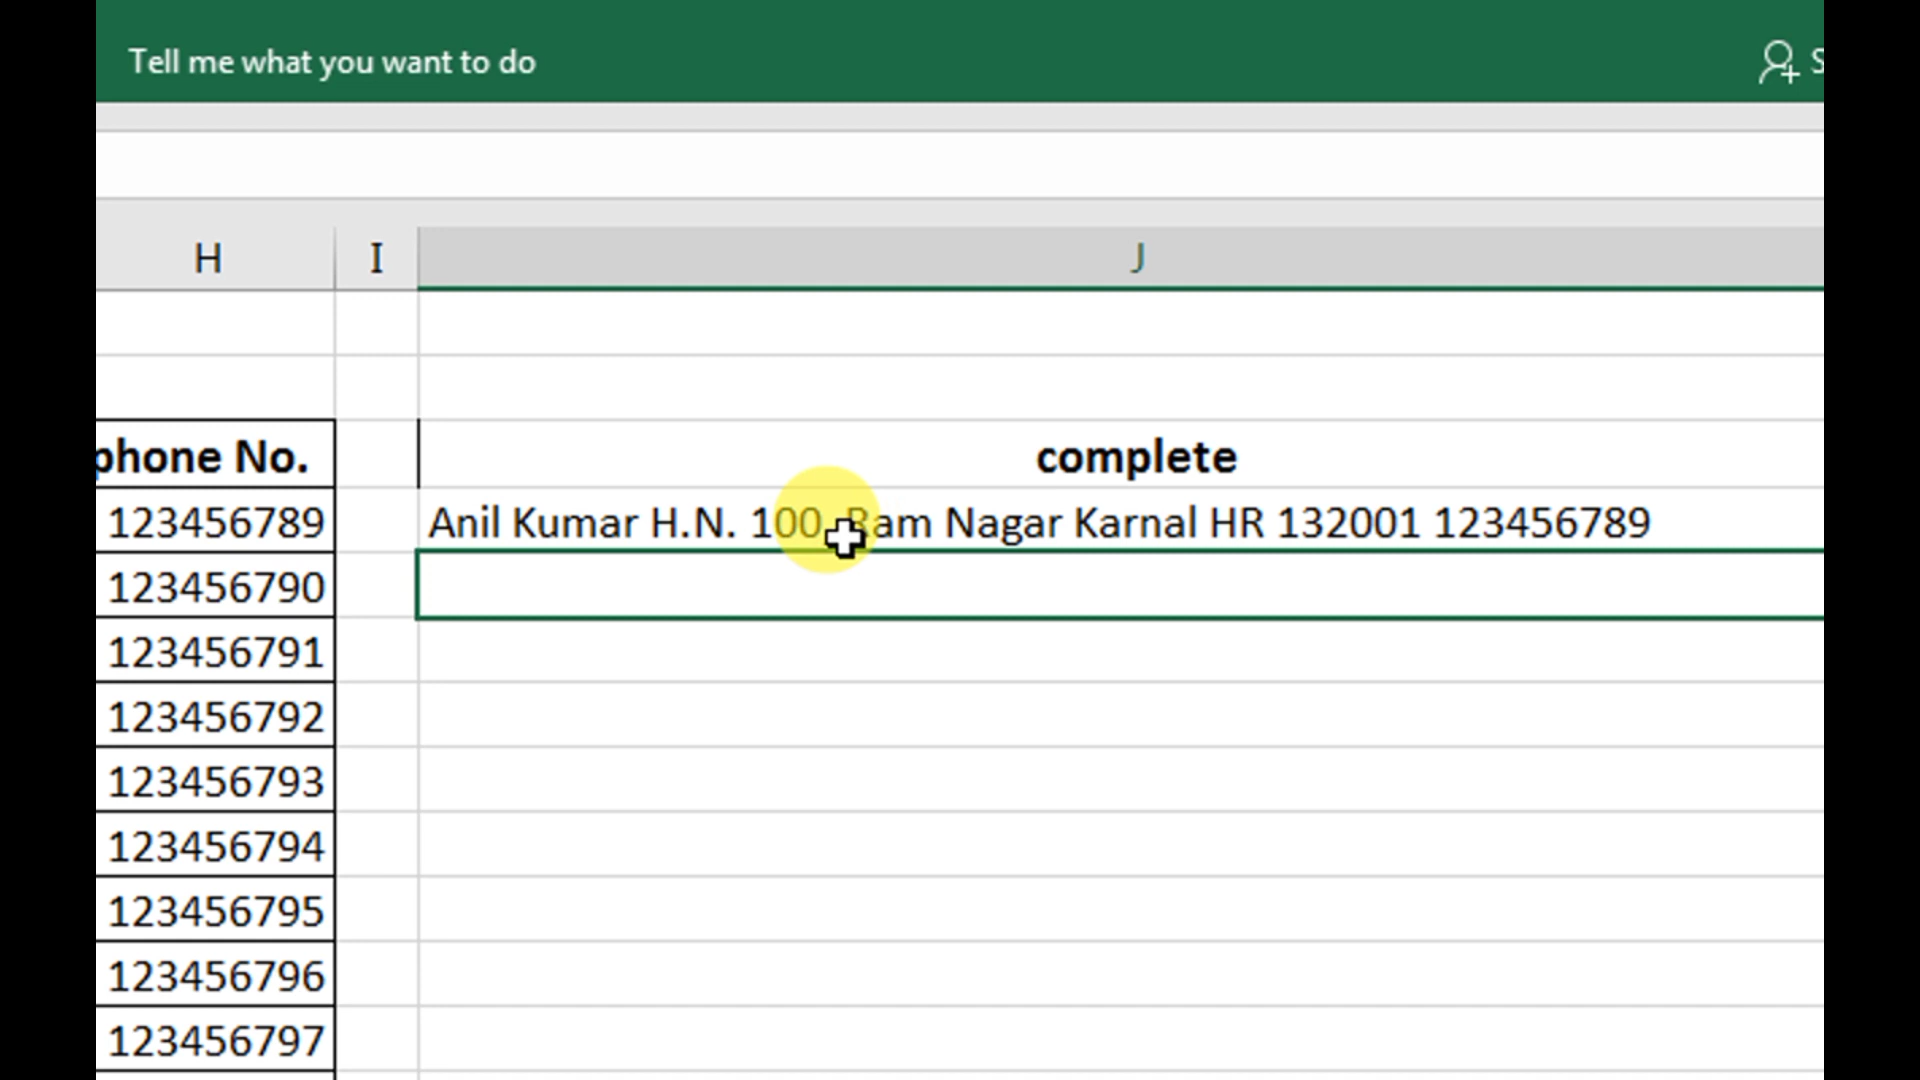 Tell me what you want to do
H I J
phone No. complete
123456789 Anil Kumar H.N. 100, Ram Nagar Karnal HR 132001 123456789
123456790
123456791
123456792
123456793
123456794
123456795
123456796
123456797